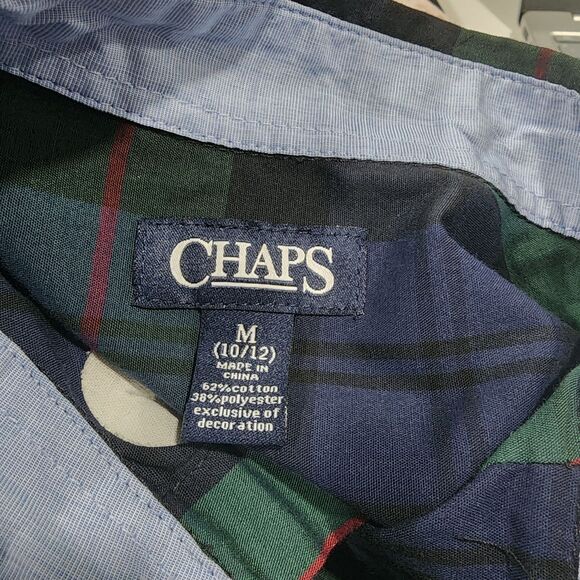 CHAPS
M
(10/12)
MADE IN
CHINA
62%cotton
38%polyester
exclusive of
decoration